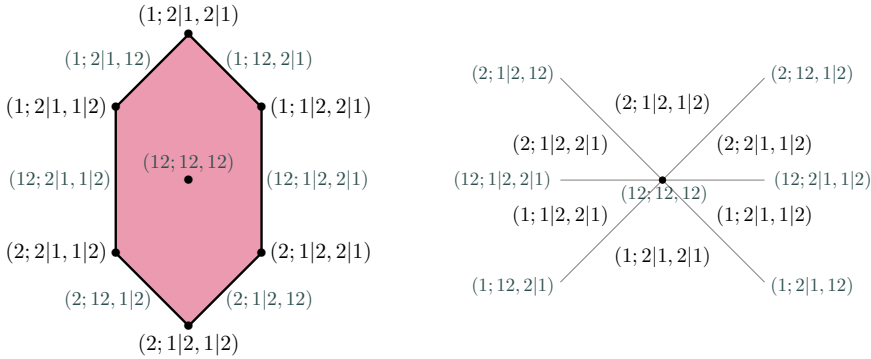 (1; 2|1, 2|1)
(1; 2|1, 12)
(1; 12, 2|1)
(1; 2|1, 1|2)
(1; 1|2, 2|1)
(12; 12, 12)
(12; 2|1, 1|2)
(12; 1|2, 2|1)
(2; 2|1, 1|2)
(2; 1|2, 2|1)
(2; 12, 1|2)
(2; 1|2, 12)
(2; 1|2, 1|2)
(2; 1|2, 12)
(2; 12, 1|2)
(2; 1|2, 1|2)
(2; 1|2, 2|1)
(2; 2|1, 1|2)
(12; 1|2, 2|1)
(12; 2|1, 1|2)
(12; 12, 12)
(1; 1|2, 2|1)
(1; 2|1, 1|2)
(1; 2|1, 2|1)
(1; 12, 2|1)
(1; 2|1, 12)